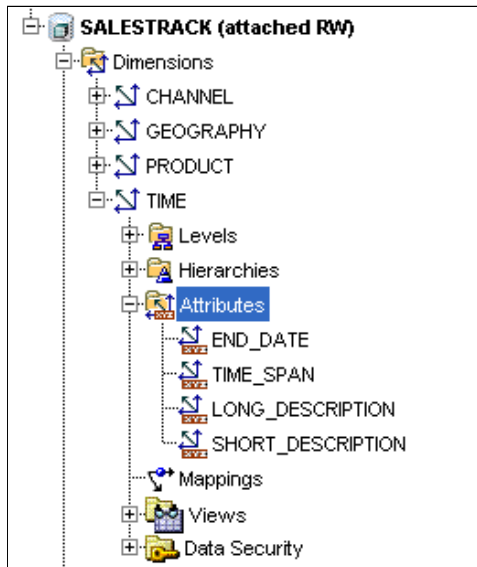 SALESTRACK (attached RW)
Dimensions
CHANNEL
GEOGRAPHY
PRODUCT
TIME
Levels
Hierarchies
Attributes
END_DATE
TIME_SPAN
LONG_DESCRIPTION
SHORT_DESCRIPTION
Mappings
Views
Data Security